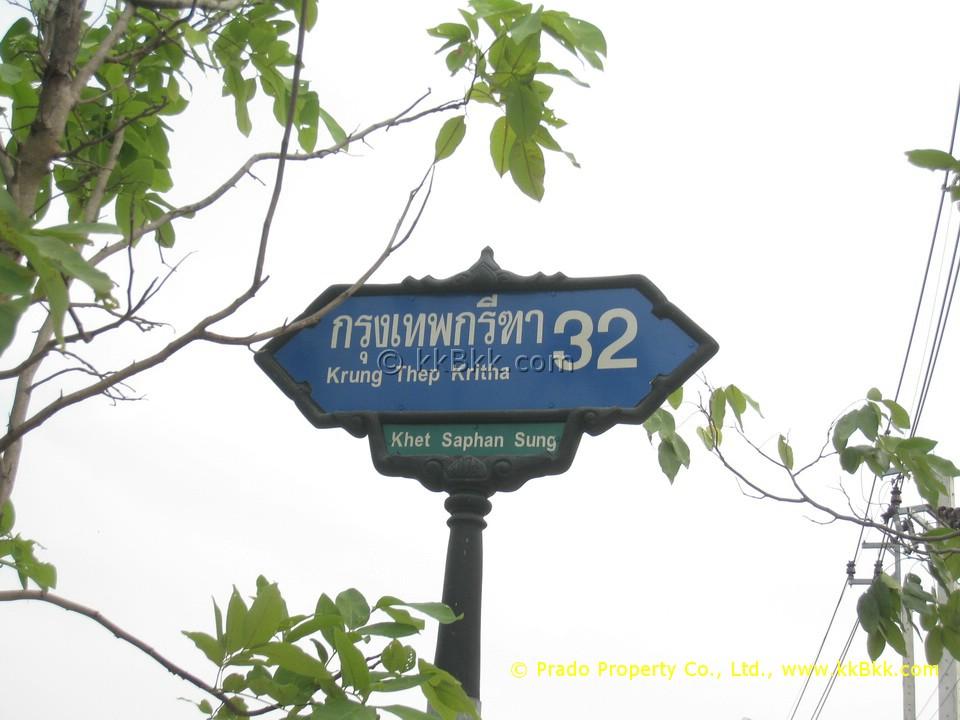 กรุงเทพกรีฑา 32
© kkBkk.com
Krung Thep Kritha
Khet Saphan Sung
© Prado Property Co., Ltd., www.kkBkk.com